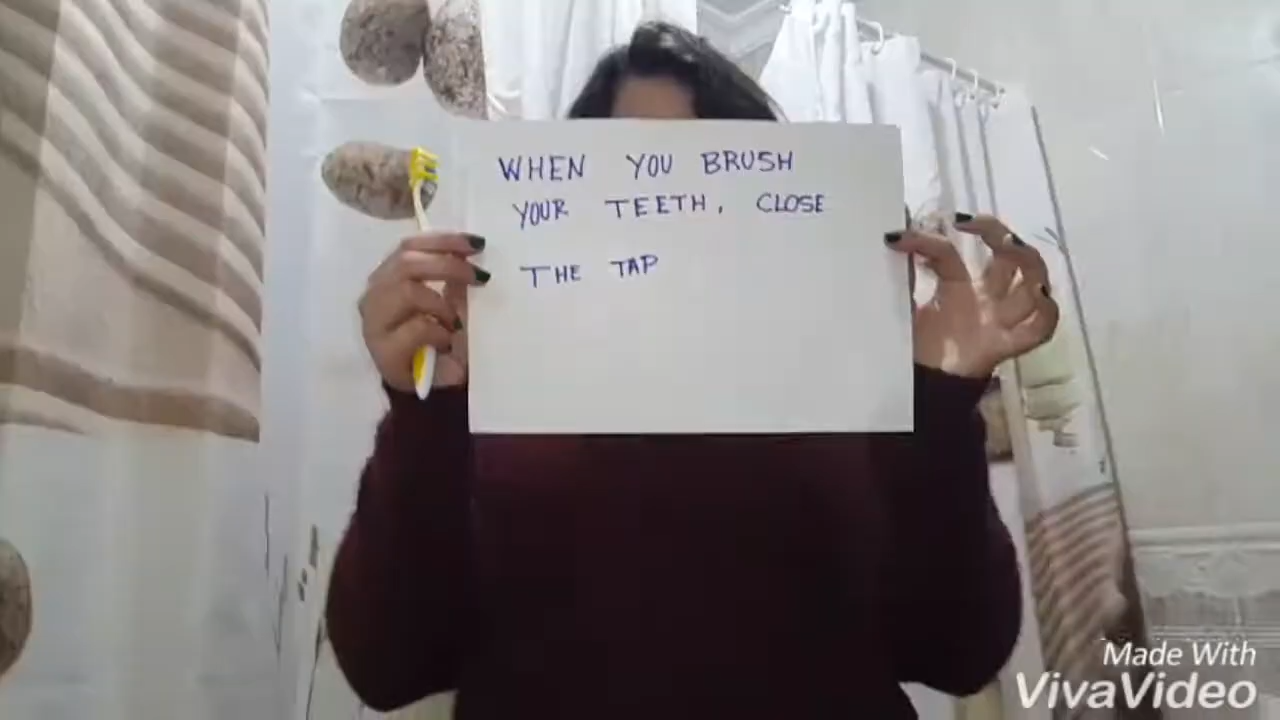 WHEN YOU BRUSH
YOUR TEETH, CLOSE
THE TAP
Made With
VivaVideo